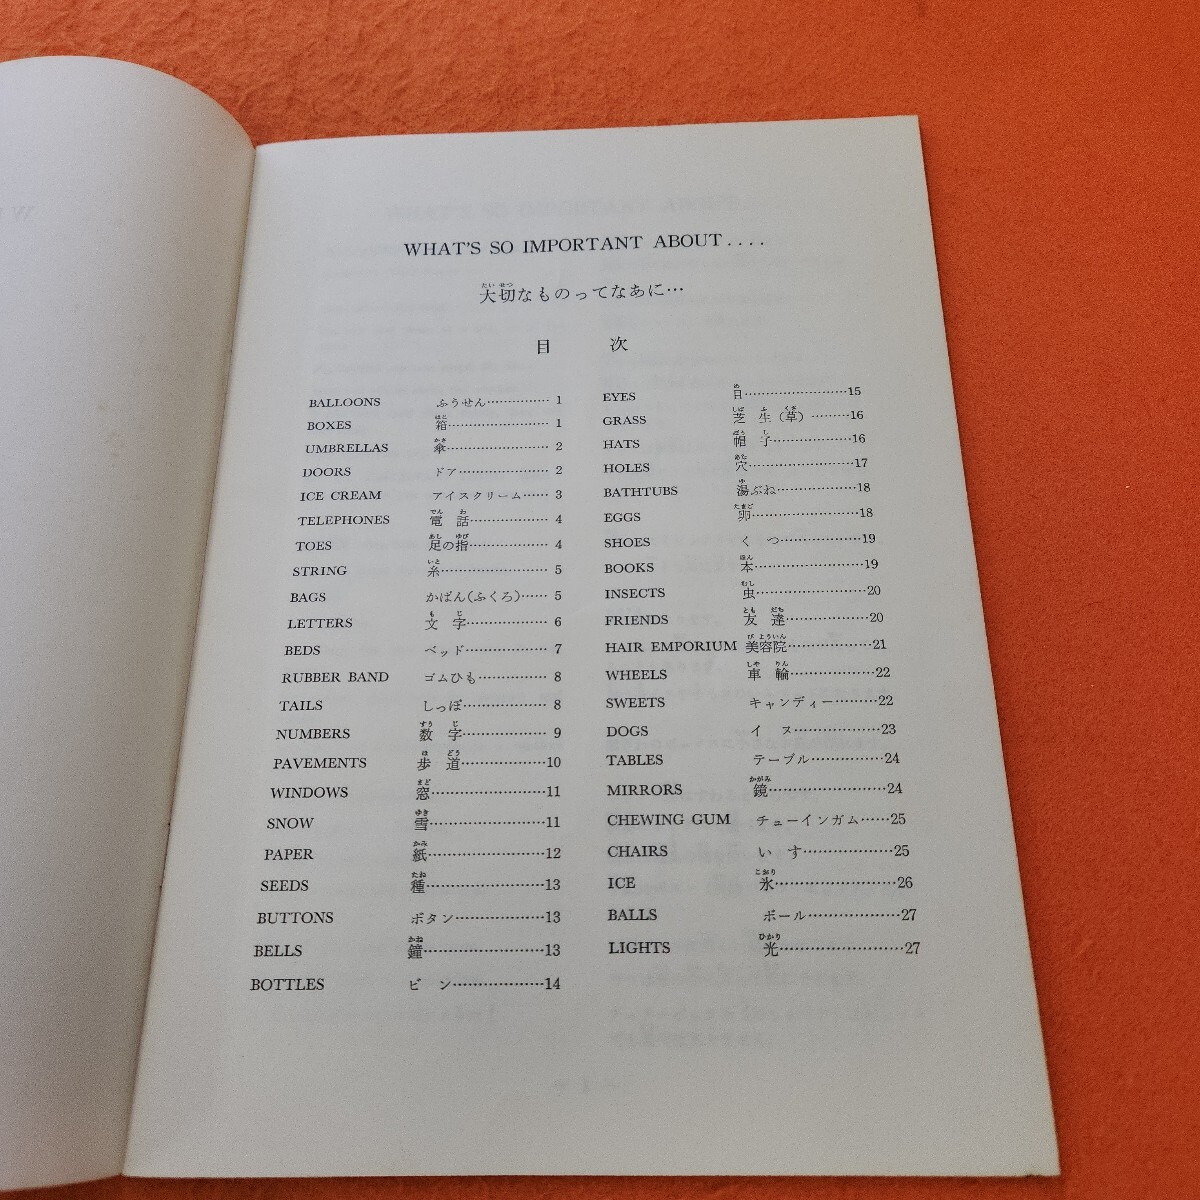 WHAT'S SO IMPORTANT ABOUT....
大切なものってなあに…
目 次
BALLOONS ふうせん…………… 1
BOXES 箱…………………… 1
UMBRELLAS 傘…………………… 2
DOORS ドア………………… 2
ICE CREAM アイスクリーム…… 3
TELEPHONES 電 話……………… 4
TOES 足の指……………… 4
STRING 糸…………………… 5
BAGS かばん(ふくろ)…… 5
LETTERS 文 字……………… 6
BEDS ベッド……………… 7
RUBBER BAND ゴムひも…………… 8
TAILS しっぽ……………… 8
NUMBERS 数 字……………… 9
PAVEMENTS 歩 道………………10
WINDOWS 窓……………………11
SNOW 雪……………………11
PAPER 紙……………………12
SEEDS 種……………………13
BUTTONS ボタン………………13
BELLS 鐘……………………13
BOTTLES ビ ン………………14
EYES 目……………………15
GRASS 芝 生(草)………16
HATS 帽 子………………16
HOLES 穴……………………17
BATHTUBS 湯ぶね………………18
EGGS 卵……………………18
SHOES く つ………………19
BOOKS 本……………………19
INSECTS 虫……………………20
FRIENDS 友 達………………20
HAIR EMPORIUM 美容院………………21
WHEELS 車 輪………………22
SWEETS キャンディー………22
DOGS イ ヌ………………23
TABLES テーブル……………24
MIRRORS 鏡……………………24
CHEWING GUM チューインガム……25
CHAIRS い す………………25
ICE 氷……………………26
BALLS ボール………………27
LIGHTS 光……………………27